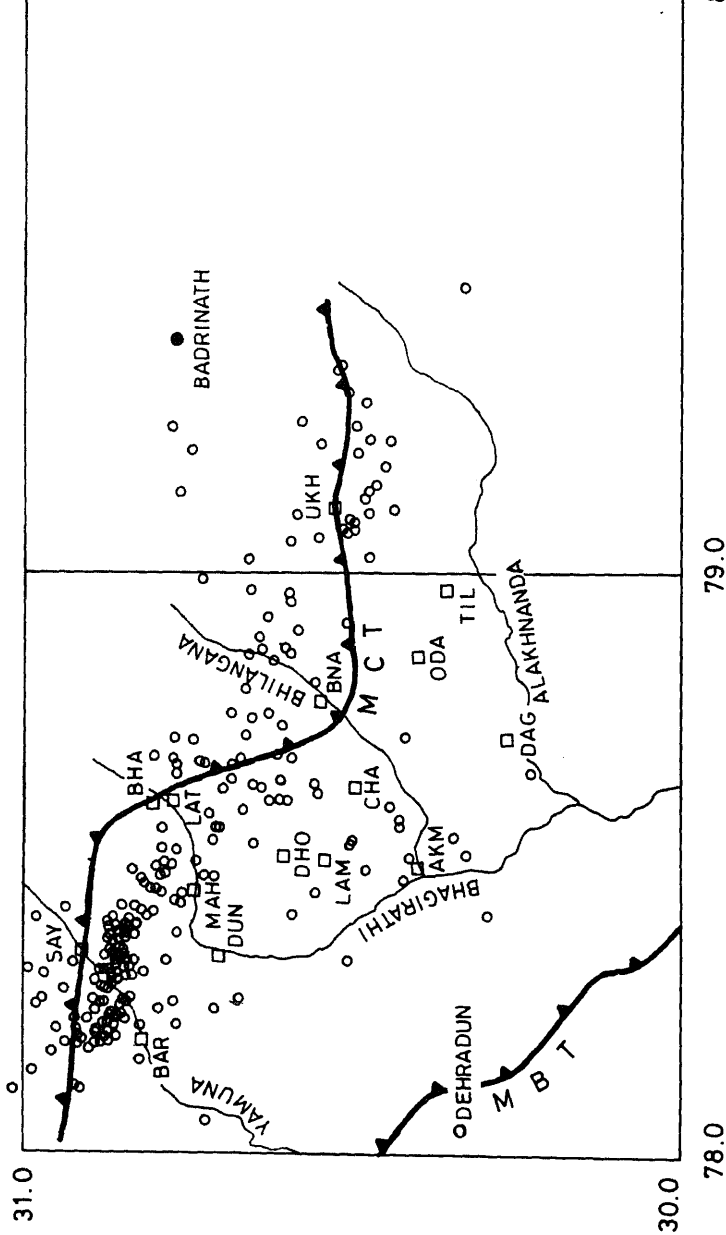 31.0
30.0
78.0
79.0
8
SAY
BHA
LAT
BAR
MAH
DUN
YAMUNA
DHO
LAM
CHA
AKM
BHAGIRATHI
BHILANGANA
BNA
M C T
UKH
BADRINATH
ODA
TIL
DAG
ALAKHNANDA
DEHRADUN
M B T